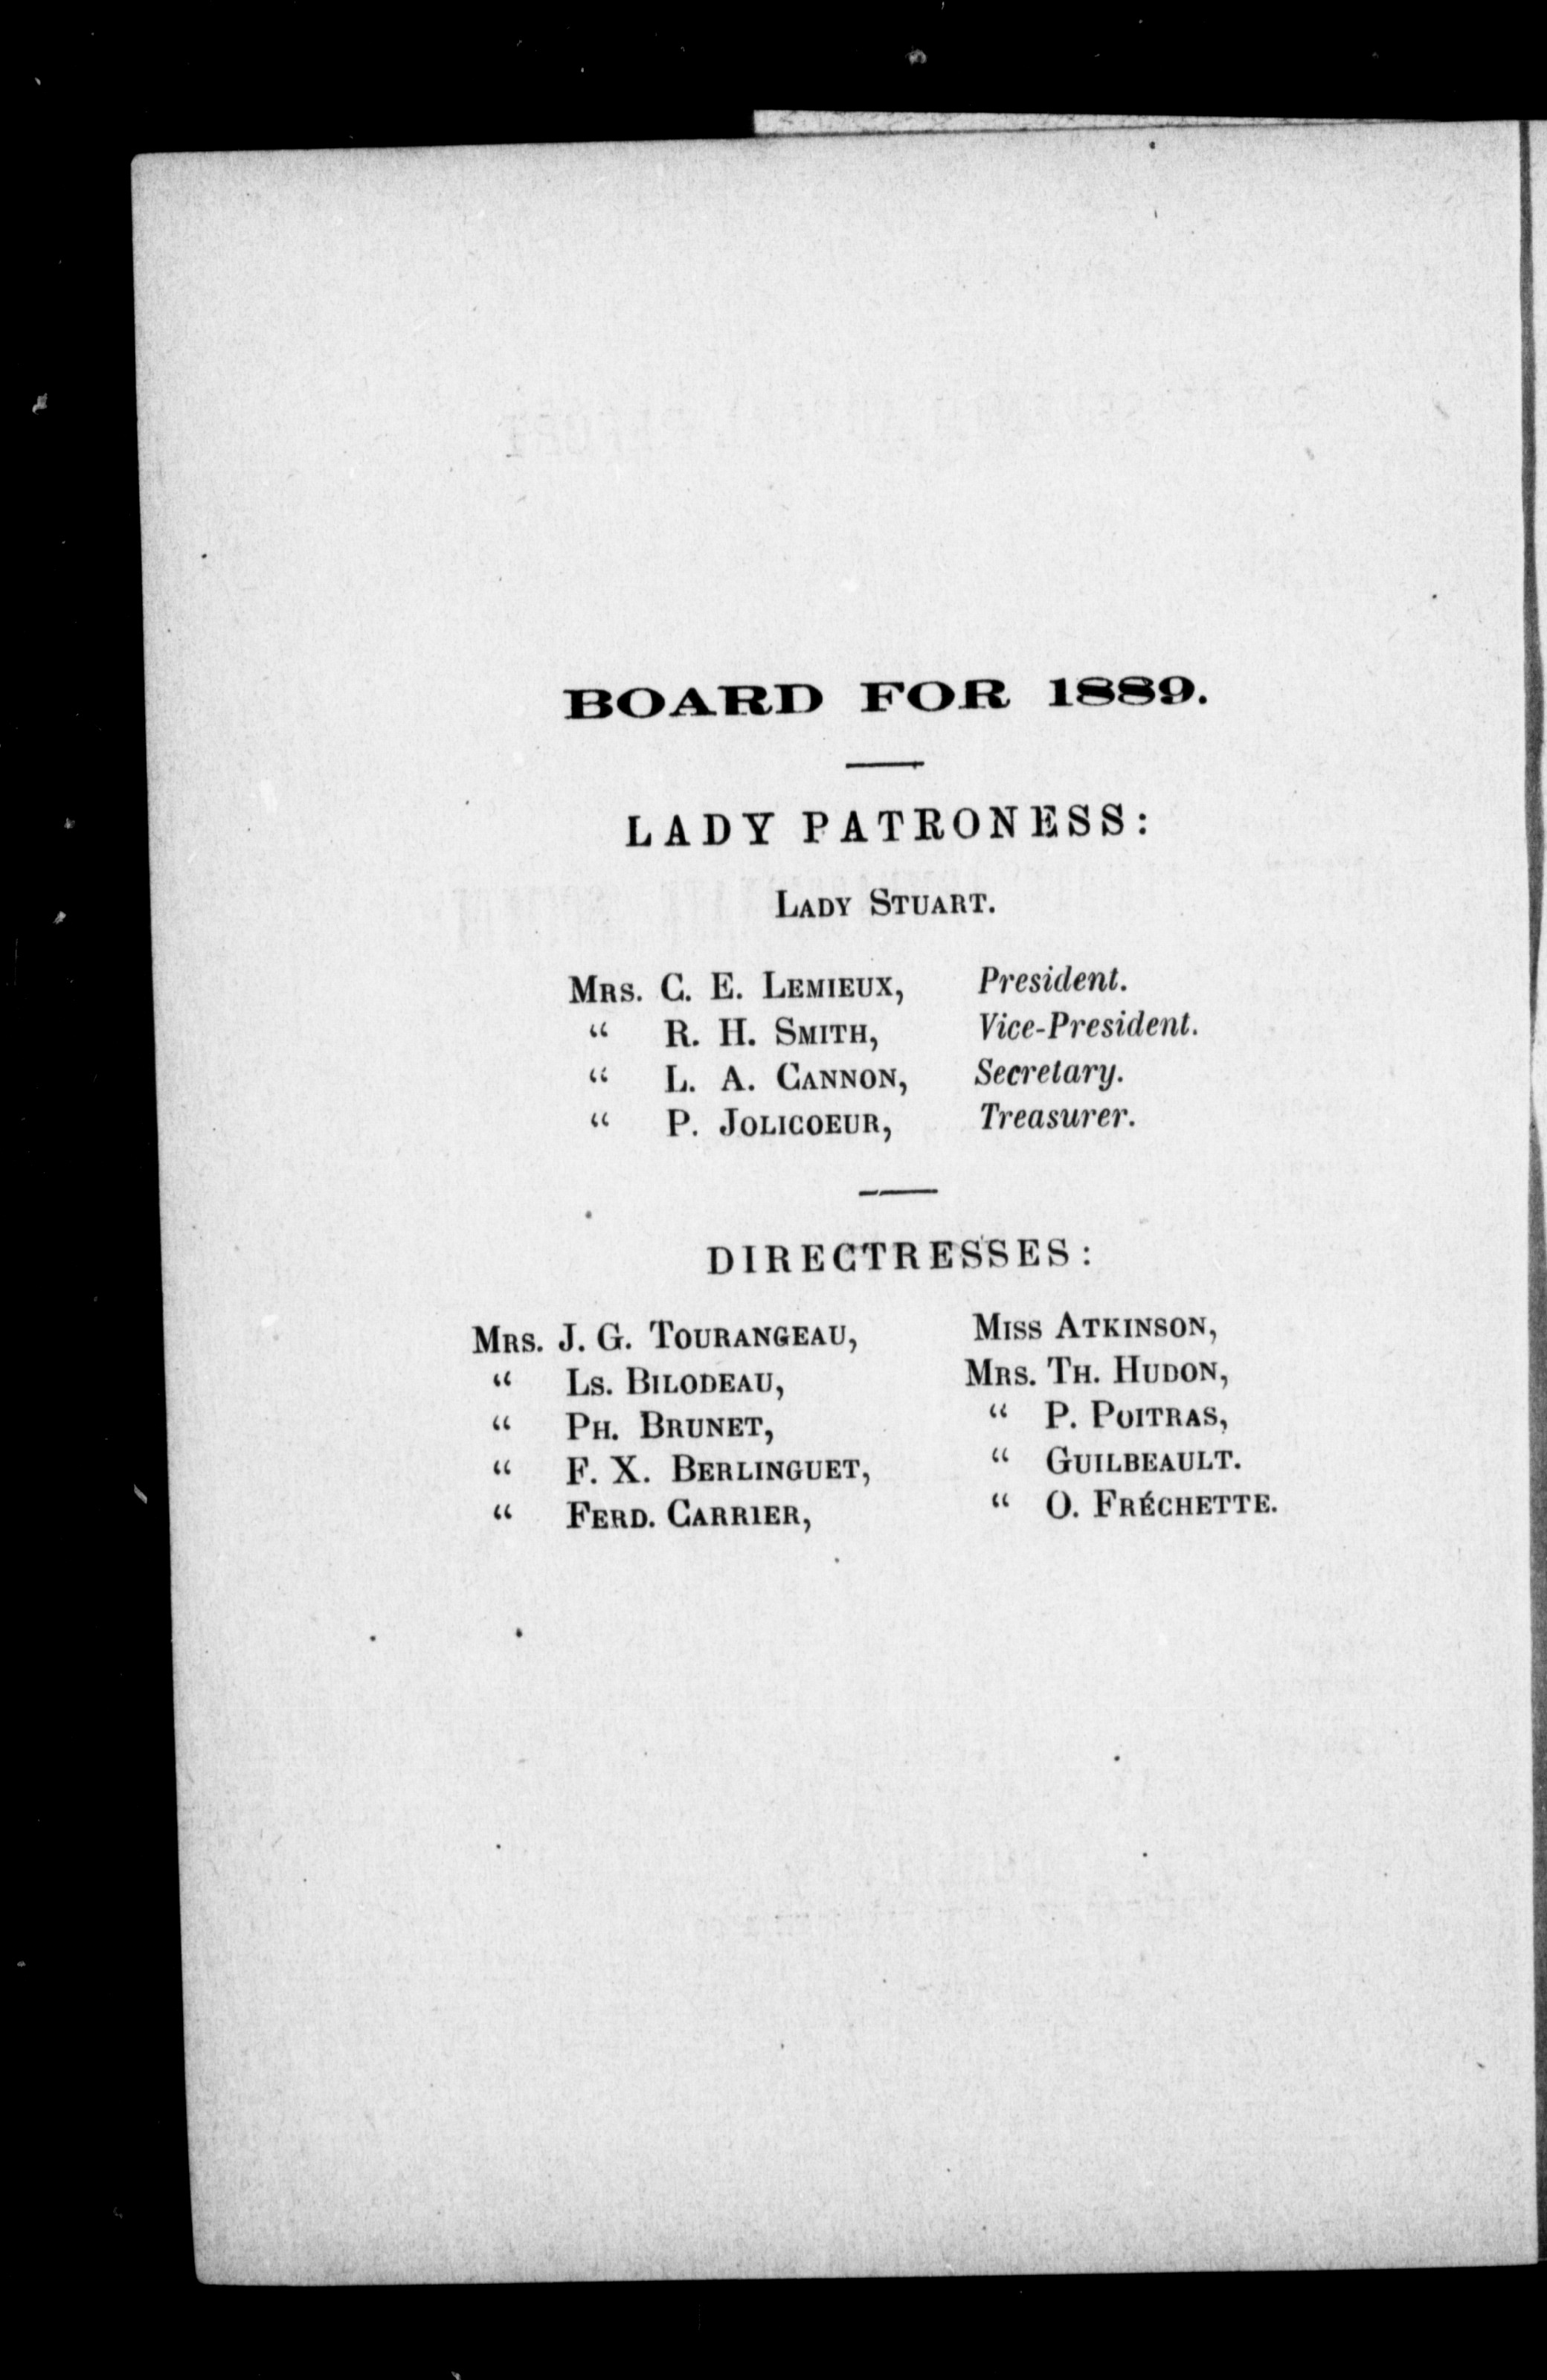 BOARD FOR 1889.
LADY PATRONESS:
LADY STUART.
MRS. C. E. LEMIEUX, President.
“ R. H. SMITH, Vice-President.
“ L. A. CANNON, Secretary.
“ P. JOLICOEUR, Treasurer.
DIRECTRESSES:
MRS. J. G. TOURANGEAU,
“ LS. BILODEAU,
“ PH. BRUNET,
“ F. X. BERLINGUET,
“ FERD. CARRIER,
MISS ATKINSON,
MRS. TH. HUDON,
“ P. POITRAS,
“ GUILBEAULT.
“ O. FRÉCHETTE.